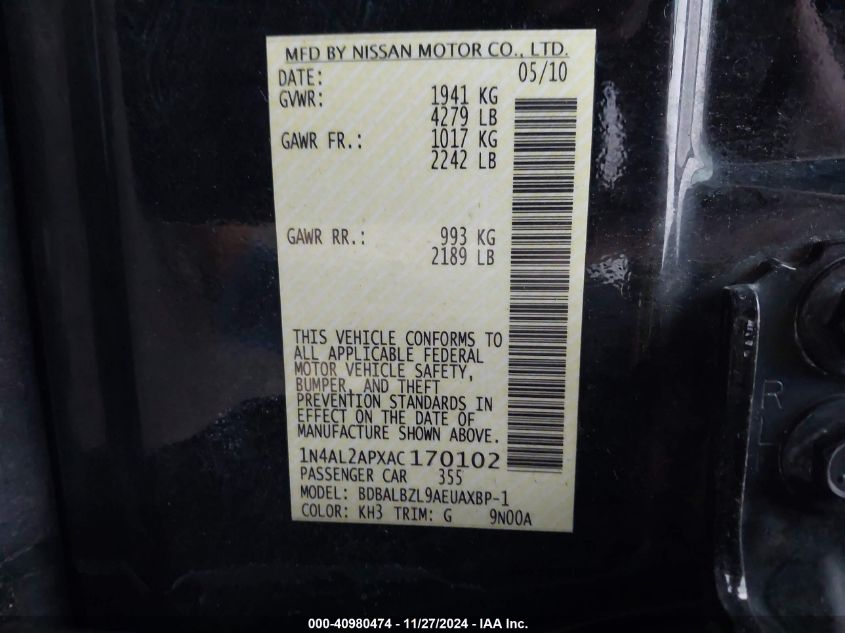 MFD BY NISSAN MOTOR CO., LTD.
DATE: 05/10
GVWR: 1941 KG
4279 LB
GAWR FR.: 1017 KG
2242 LB
GAWR RR.: 993 KG
2189 LB
THIS VEHICLE CONFORMS TO
ALL APPLICABLE FEDERAL
MOTOR VEHICLE SAFETY,
BUMPER, AND THEFT
PREVENTION STANDARDS IN
EFFECT ON THE DATE OF
MANUFACTURE SHOWN ABOVE.
1N4AL2APXAC170102
PASSENGER CAR 355
MODEL: BDBALBZL9AEUAXBP-1
COLOR: KH3 TRIM: G 9N00A
R
L
000-40980474 - 11/27/2024 - IAA Inc.